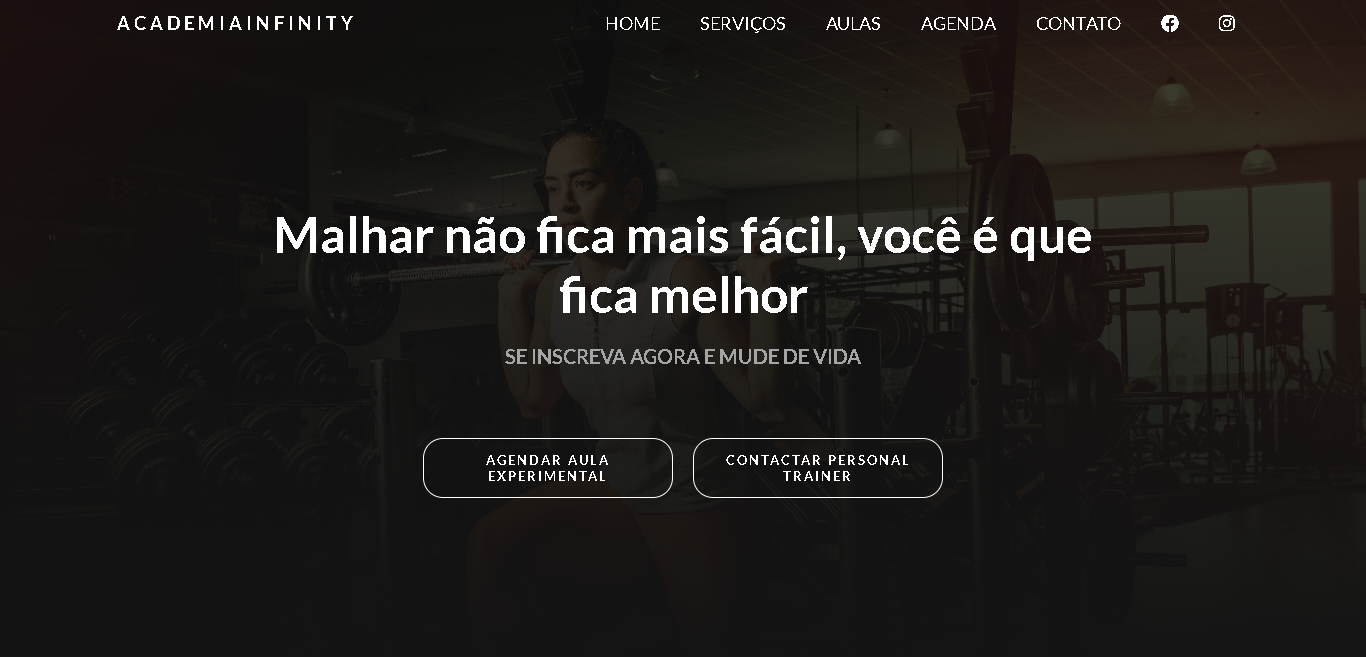 ACADEMIAINFINITY
HOME SERVIÇOS AULAS AGENDA CONTATO
Malhar não fica mais fácil, você é que
fica melhor
SE INSCREVA AGORA E MUDE DE VIDA
AGENDAR AULA
EXPERIMENTAL
CONTACTAR PERSONAL
TRAINER